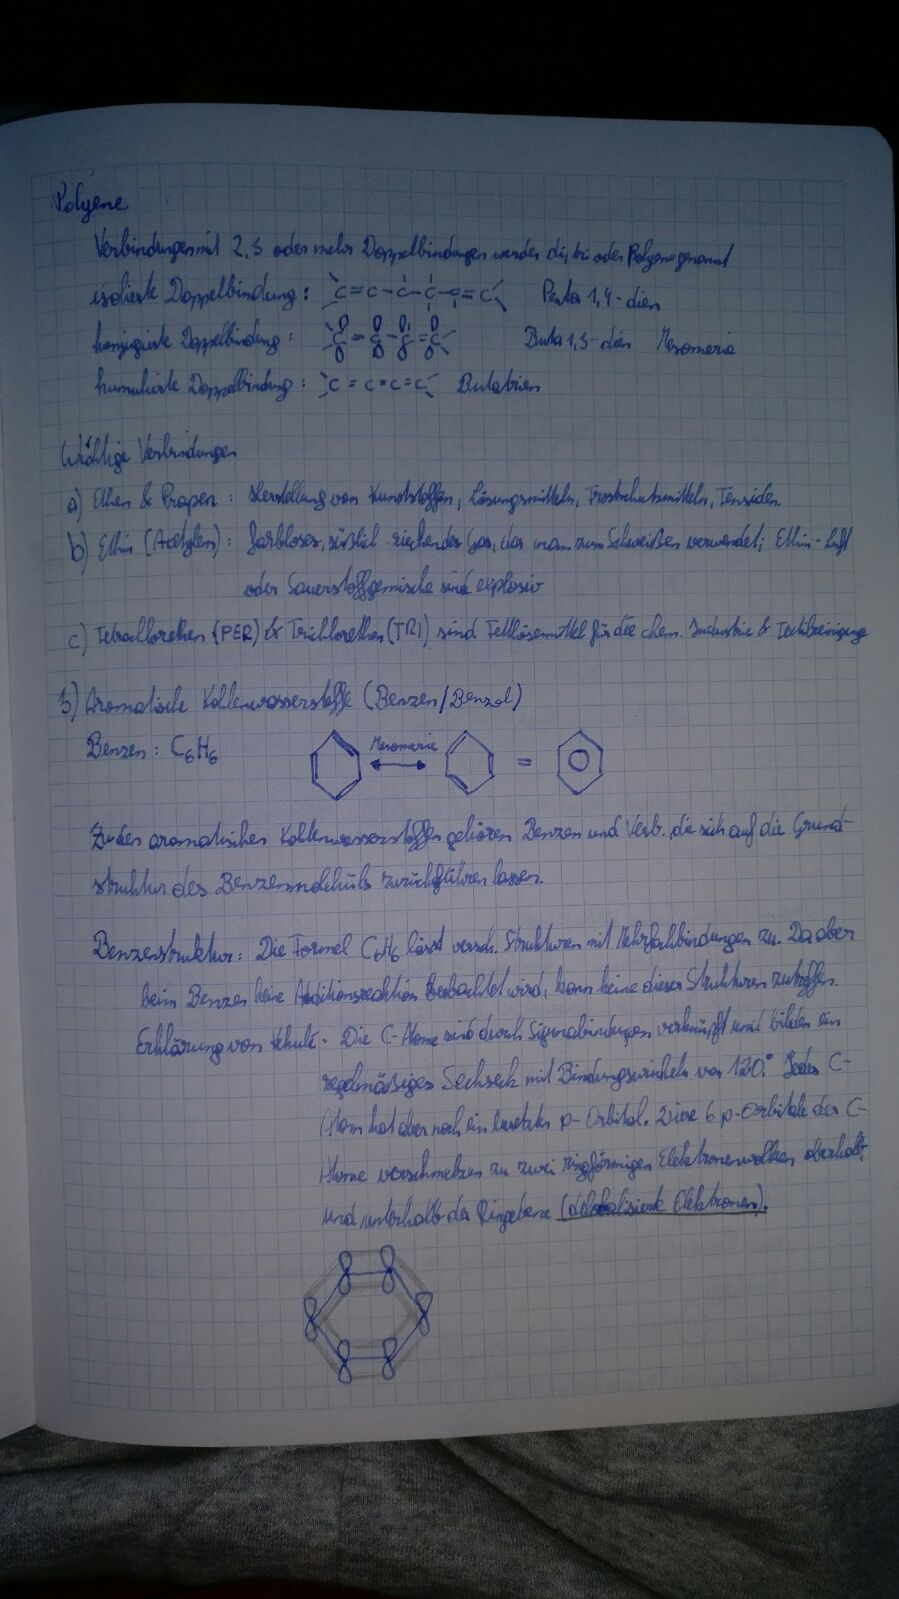 Polyene
Verbindungen mit 2, 3 oder mehr Doppelbindungen werden di, tri oder Polyene genannt
isolierte Doppelbindung: C=C-C-C-C=C Penta 1,4-dien
konjugierte Doppelbindung: C=C-C=C Buta 1,3-dien Mesomerie
kumulierte Doppelbindung: C=C=C=C Butatrien
Wichtige Verbindungen
a) Ethen & Propen: Herstellung von Kunststoffen, Lösungsmitteln, Frostschutzmitteln, Tensiden.
b) Ethin (Acetylen): farbloses, süßlich riechendes Gas, das man zum Schweißen verwendet; Ethin-Luft
oder Sauerstoffgemische sind explosiv
c) Tetrachlorethen (PER) & Trichlorethen (TRI) sind Fettlösemittel für die chem. Industrie & Textilreinigung
3) Aromatische Kohlenwasserstoffe (Benzen/Benzol)
Benzen: C6H6 Mesomerie =
Zu den aromatischen Kohlenwasserstoffen gehören Benzen und Verb. die sich auf die Grund-
struktur des Benzenmoleküls zurückführen lassen.
Benzenstruktur: Die Formel C6H6 lässt versch. Strukturen mit Mehrfachbindungen zu. Da aber
beim Benzen keine Additionsreaktion beobachtet wird, kann keine dieser Strukturen zutreffen.
Erklärung von Kekulé: Die C-Atome sind durch Sigmabindungen verknüpft und bilden ein
regelmäßiges Sechseck mit Bindungswinkeln von 120°. Jedes C-
Atom hat aber noch ein besetztes p-Orbital. Diese 6 p-Orbitale der C-
Atome verschmelzen zu zwei ringförmigen Elektronenwolken oberhalb
und unterhalb der Ringebene (delokalisierte Elektronen).